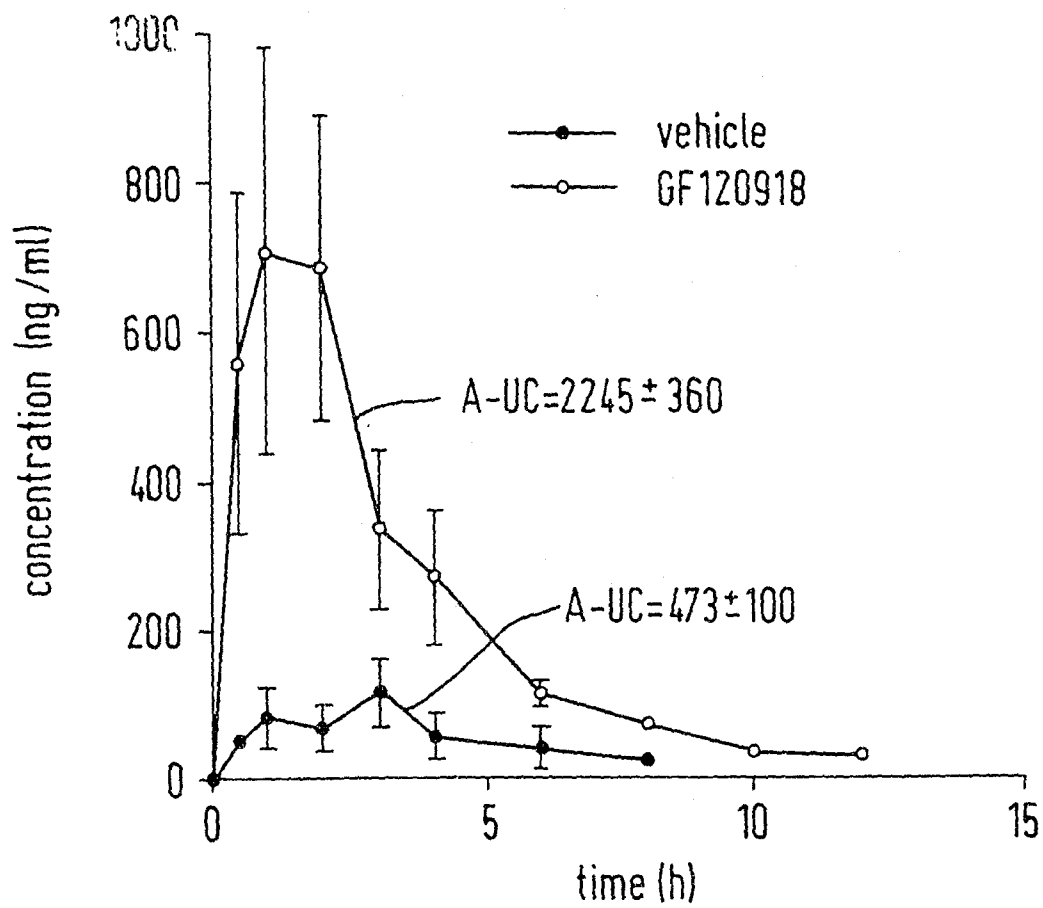 1000
800
600
400
200
0
concentration (ng/ml)
vehicle
GF120918
A-UC=2245±360
A-UC=473±100
0 5 10 15
time (h)